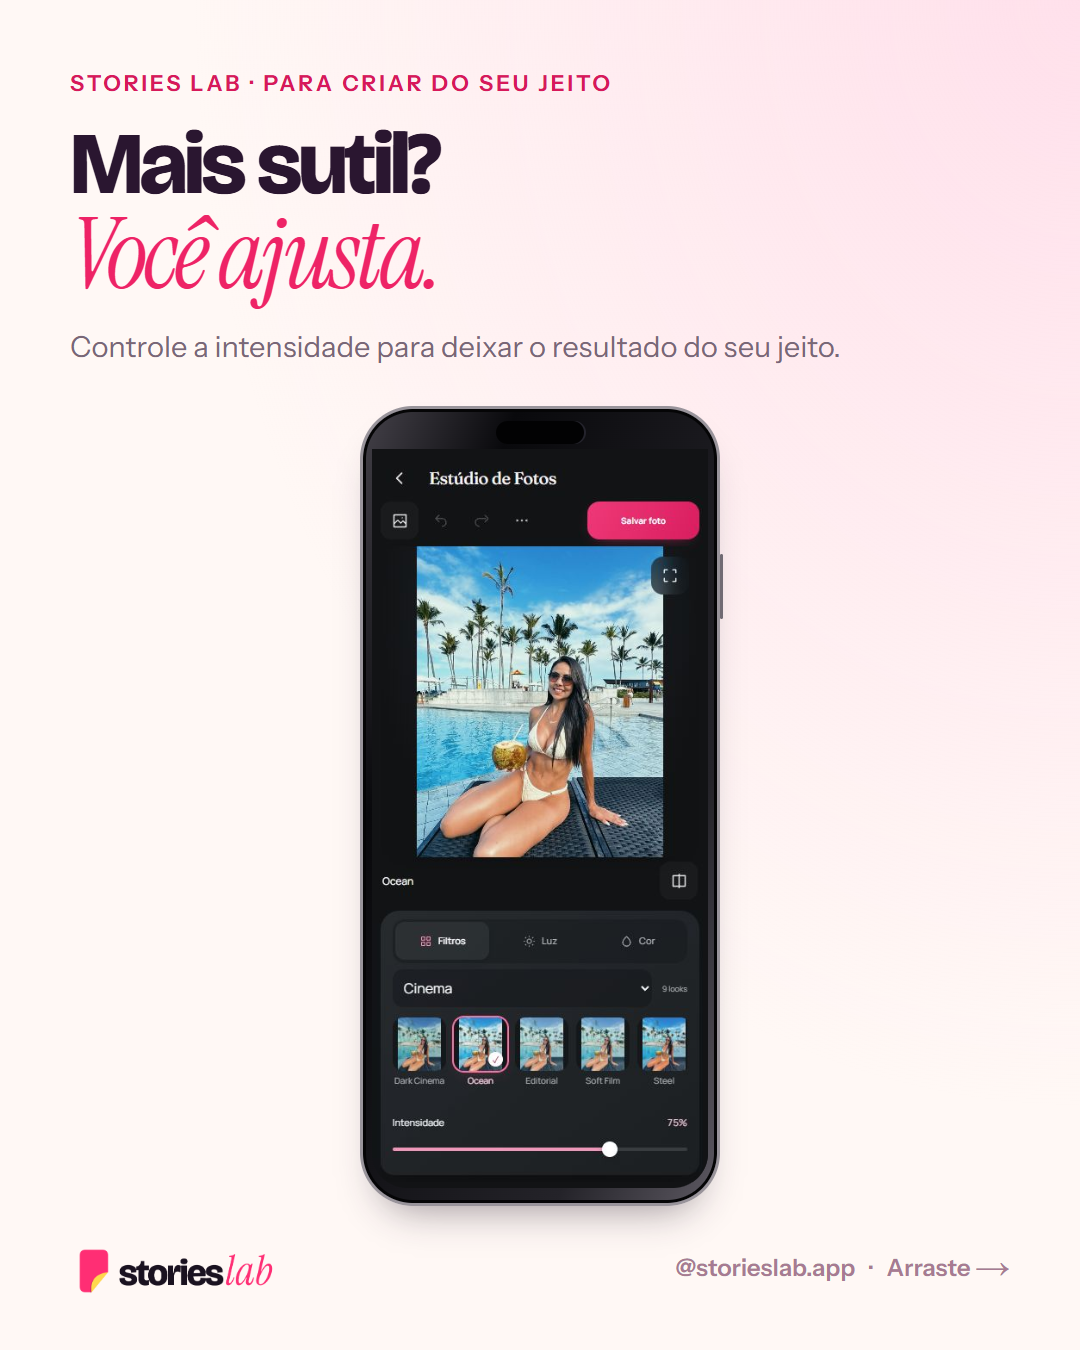 STORIES LAB · PARA CRIAR DO SEU JEITO
Mais sutil?
Você ajusta.
Controle a intensidade para deixar o resultado do seu jeito.
Estúdio de Fotos
Salvar foto
Ocean
Filtros
Luz
Cor
Cinema
9 looks
Dark Cinema
Ocean
Editorial
Soft Film
Steel
Intensidade
75%
storieslab
@storieslab.app · Arraste →